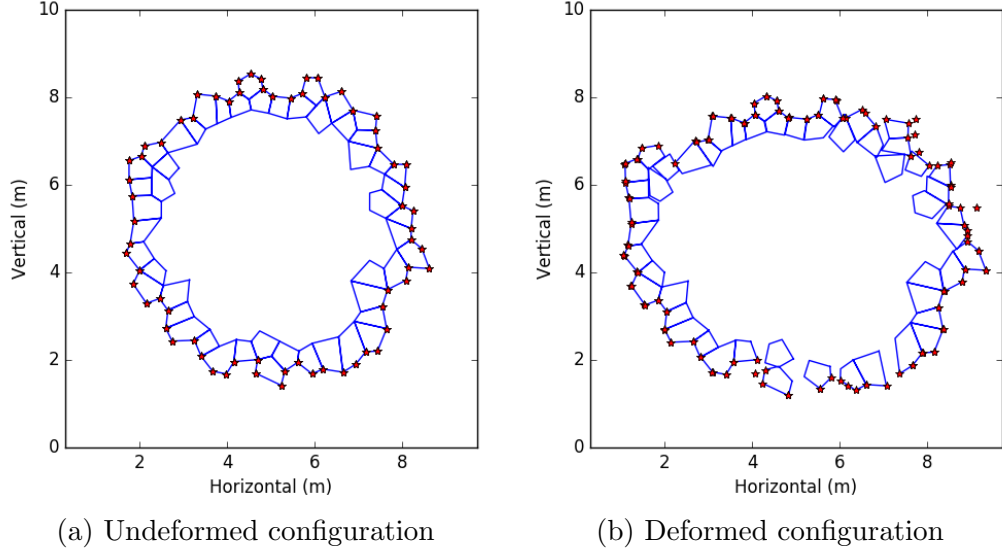 10
8
6
4
2
0
Vertical (m)
2 4 6 8
Horizontal (m)
(a) Undeformed configuration
10
8
6
4
2
0
Vertical (m)
2 4 6 8
Horizontal (m)
(b) Deformed configuration